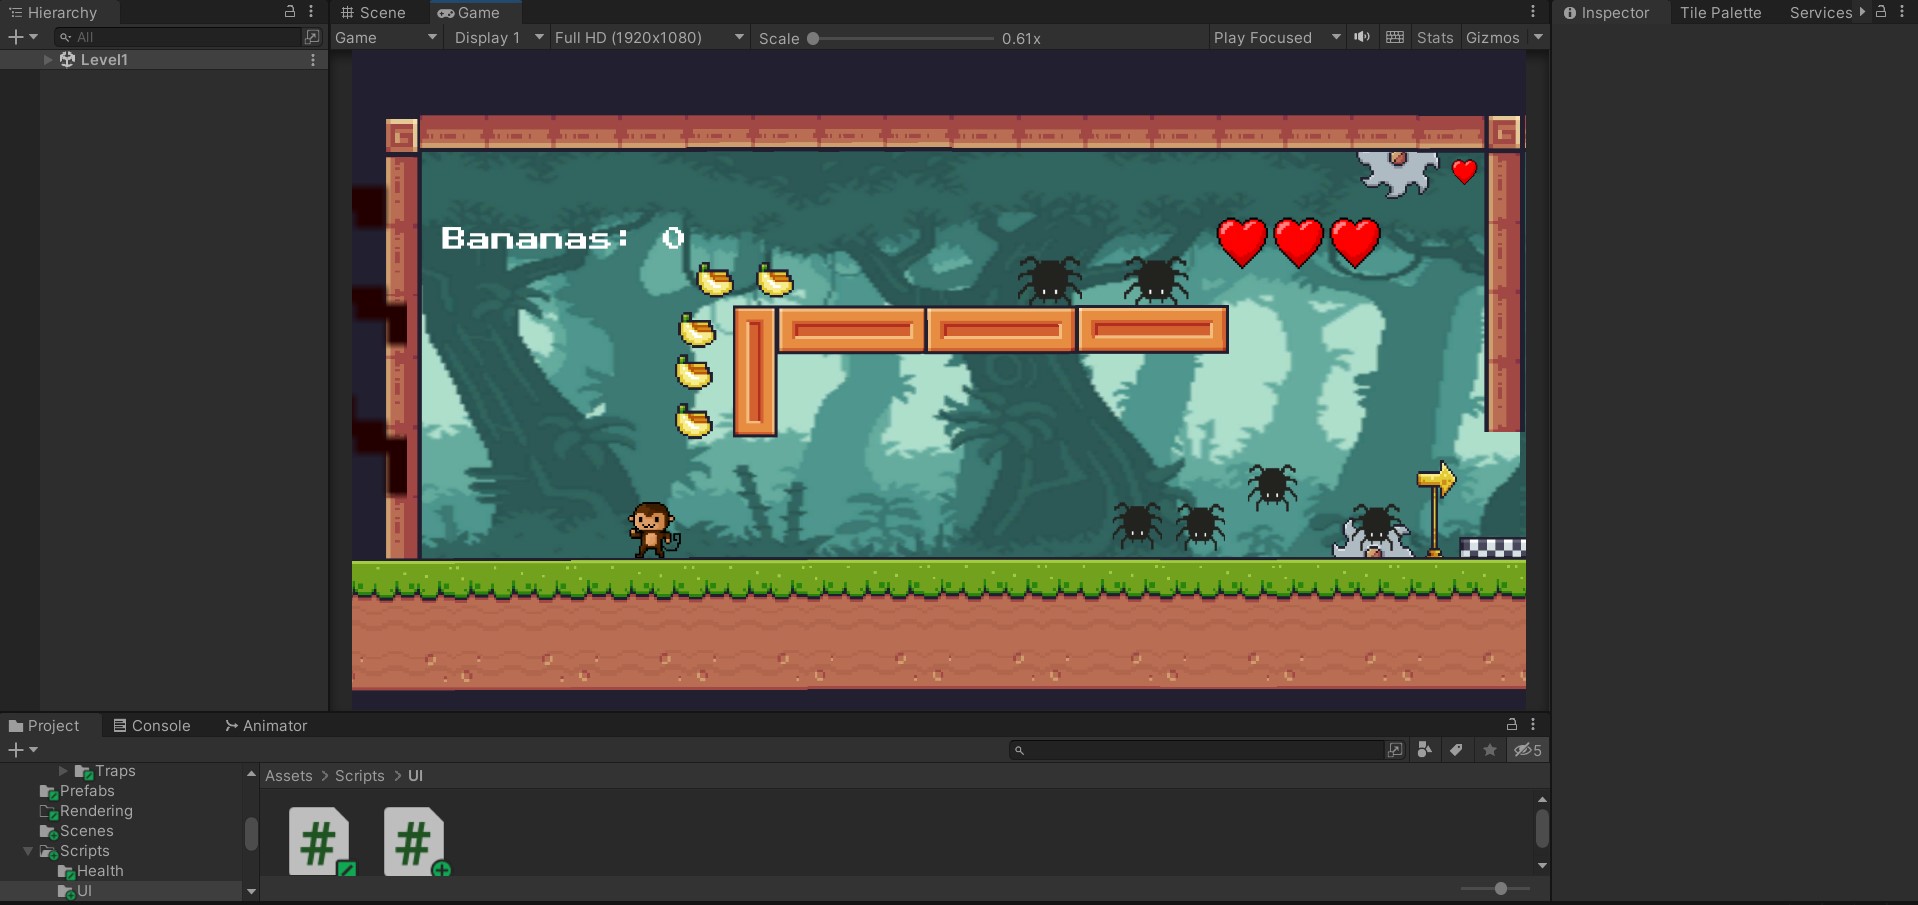 Hierarchy
All
Level1
Scene
Game
Game
Display 1
Full HD (1920x1080)
Scale
0.61x
Play Focused
Stats
Gizmos
Inspector
Tile Palette
Services
Bananas: 0
Project
Console
Animator
5
Traps
Prefabs
Rendering
Scenes
Scripts
Health
UI
Assets > Scripts > UI
#
#